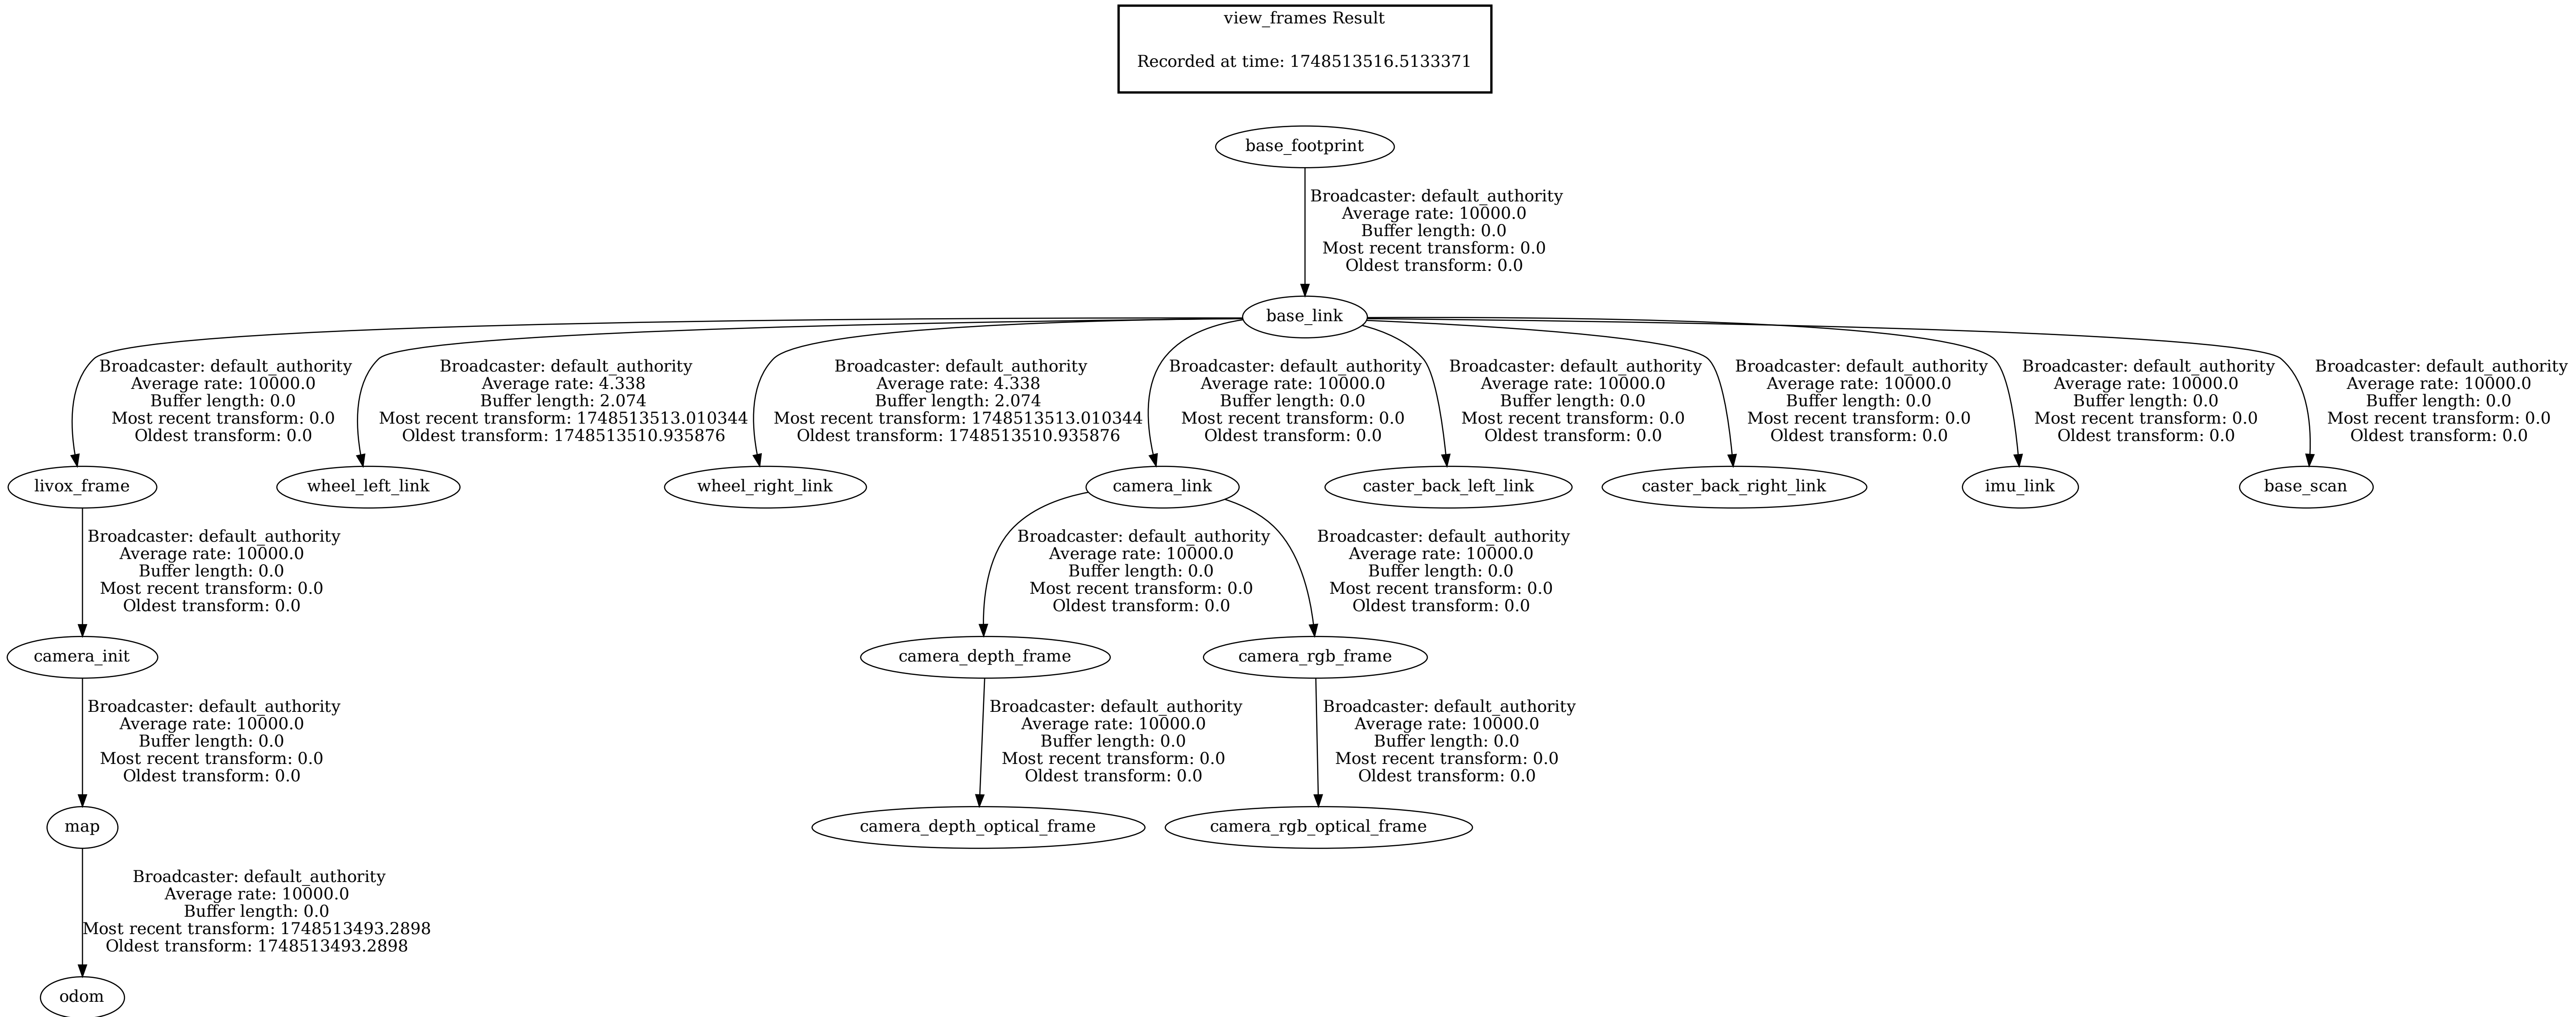 view_frames Result
Recorded at time: 1748513516.5133371
base_footprint
Broadcaster: default_authority
Average rate: 10000.0
Buffer length: 0.0
Most recent transform: 0.0
Oldest transform: 0.0
base_link
Broadcaster: default_authority
Average rate: 10000.0
Buffer length: 0.0
Most recent transform: 0.0
Oldest transform: 0.0
Broadcaster: default_authority
Average rate: 4.338
Buffer length: 2.074
Most recent transform: 1748513513.010344
Oldest transform: 1748513510.935876
Broadcaster: default_authority
Average rate: 4.338
Buffer length: 2.074
Most recent transform: 1748513513.010344
Oldest transform: 1748513510.935876
Broadcaster: default_authority
Average rate: 10000.0
Buffer length: 0.0
Most recent transform: 0.0
Oldest transform: 0.0
Broadcaster: default_authority
Average rate: 10000.0
Buffer length: 0.0
Most recent transform: 0.0
Oldest transform: 0.0
Broadcaster: default_authority
Average rate: 10000.0
Buffer length: 0.0
Most recent transform: 0.0
Oldest transform: 0.0
Broadcaster: default_authority
Average rate: 10000.0
Buffer length: 0.0
Most recent transform: 0.0
Oldest transform: 0.0
Broadcaster: default_authority
Average rate: 10000.0
Buffer length: 0.0
Most recent transform: 0.0
Oldest transform: 0.0
livox_frame
wheel_left_link
wheel_right_link
camera_link
caster_back_left_link
caster_back_right_link
imu_link
base_scan
Broadcaster: default_authority
Average rate: 10000.0
Buffer length: 0.0
Most recent transform: 0.0
Oldest transform: 0.0
Broadcaster: default_authority
Average rate: 10000.0
Buffer length: 0.0
Most recent transform: 0.0
Oldest transform: 0.0
Broadcaster: default_authority
Average rate: 10000.0
Buffer length: 0.0
Most recent transform: 0.0
Oldest transform: 0.0
camera_init
camera_depth_frame
camera_rgb_frame
Broadcaster: default_authority
Average rate: 10000.0
Buffer length: 0.0
Most recent transform: 0.0
Oldest transform: 0.0
Broadcaster: default_authority
Average rate: 10000.0
Buffer length: 0.0
Most recent transform: 0.0
Oldest transform: 0.0
Broadcaster: default_authority
Average rate: 10000.0
Buffer length: 0.0
Most recent transform: 0.0
Oldest transform: 0.0
map
camera_depth_optical_frame
camera_rgb_optical_frame
Broadcaster: default_authority
Average rate: 10000.0
Buffer length: 0.0
Most recent transform: 1748513493.2898
Oldest transform: 1748513493.2898
odom